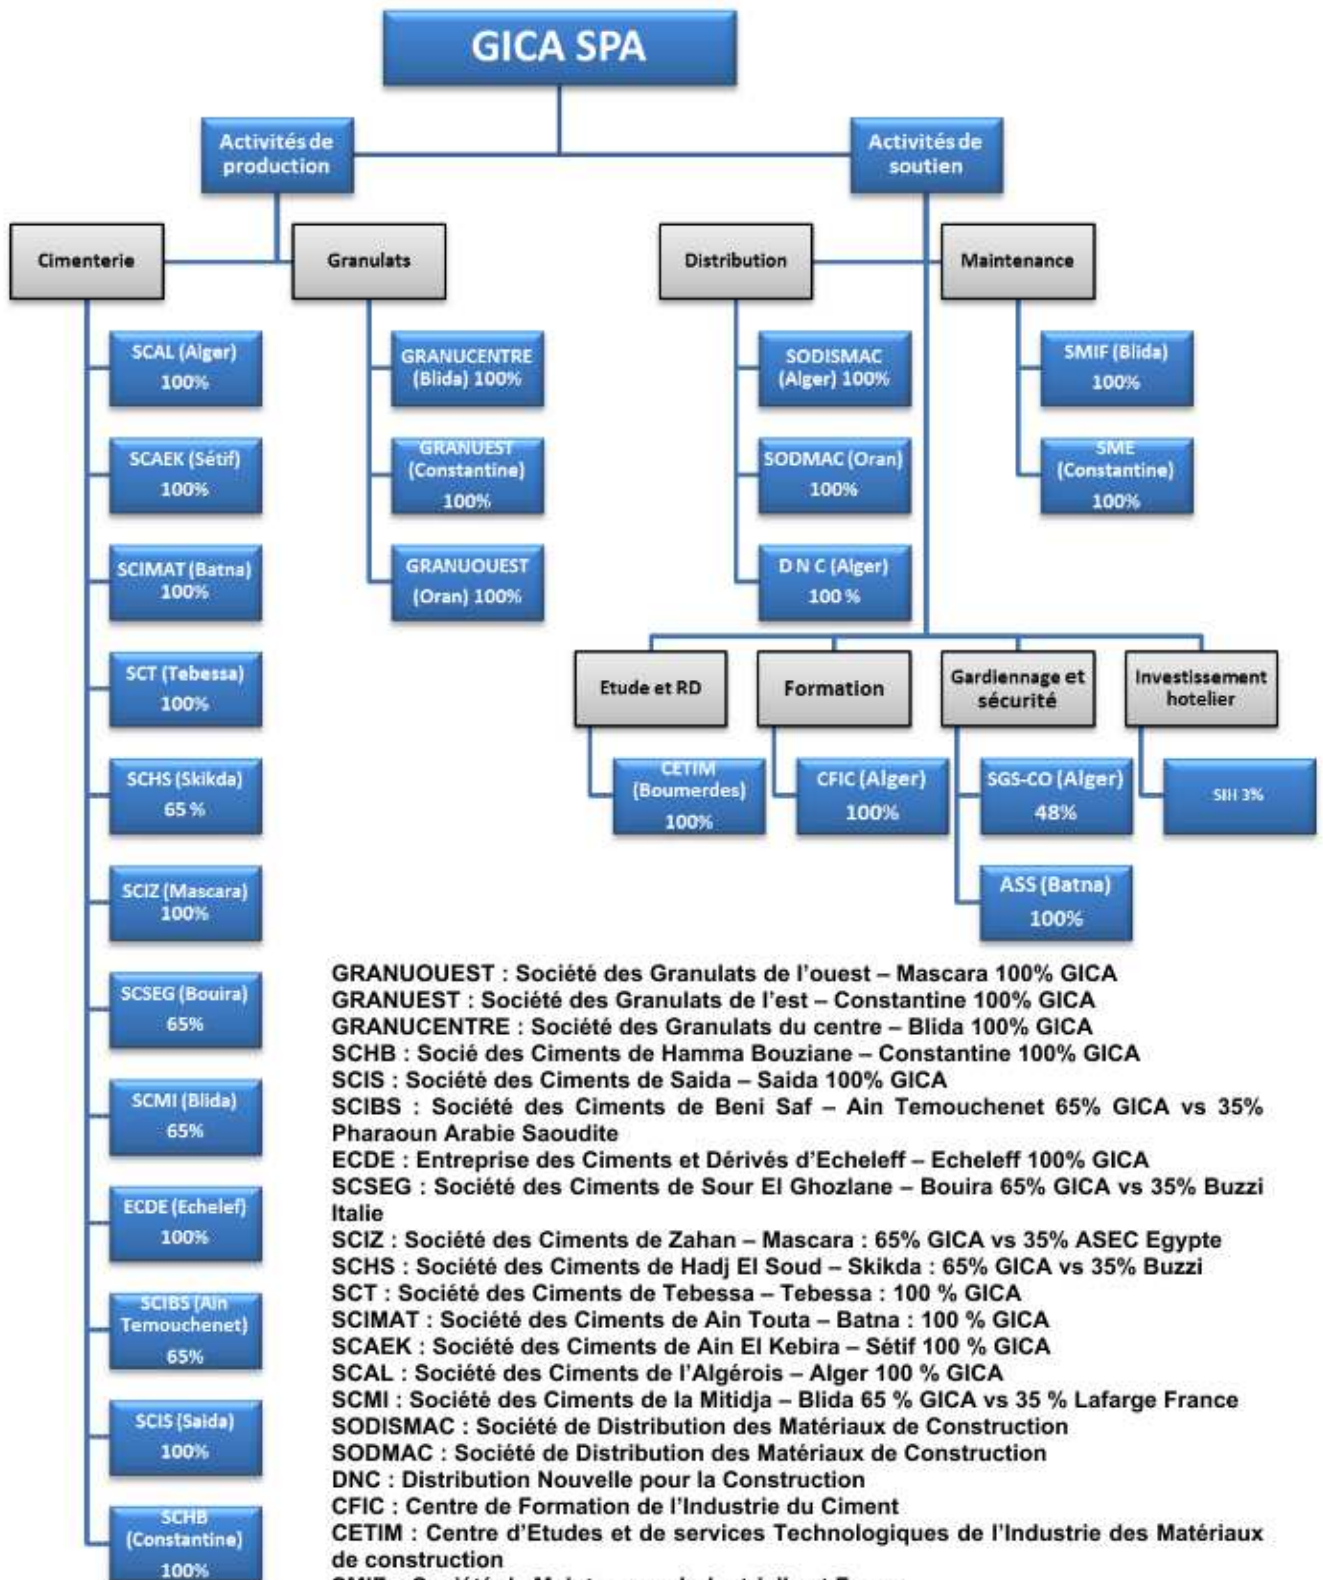 GICA SPA
Activités de
production
Activités de
soutien
Cimenterie
Granulats
Distribution
Maintenance
SCAL (Alger)
100%
SCAEK (Sétif)
100%
SCIMAT (Batna)
100%
SCT (Tebessa)
100%
SCHS (Skikda)
65 %
SCIZ (Mascara)
100%
SCSEG (Bouira)
65%
SCMI (Blida)
65%
ECDE (Echelef)
100%
SCIBS (Ain
Temouchenet)
65%
SCIS (Saida)
100%
SCHB
(Constantine)
100%
GRANUCENTRE
(Blida) 100%
GRANUEST
(Constantine)
100%
GRANUOUEST
(Oran) 100%
SODISMAC
(Alger) 100%
SODMAC (Oran)
100%
D N C (Alger)
100 %
SMIF (Blida)
100%
SME
(Constantine)
100%
Etude et RD
Formation
Gardiennage et
sécurité
Investissement
hotelier
CETIM
(Boumerdes)
100%
CFIC (Alger)
100%
SGS-CO (Alger)
48%
ASS (Batna)
100%
SIH 3%
GRANUOUEST : Société des Granulats de l'ouest – Mascara 100% GICA
GRANUEST : Société des Granulats de l'est – Constantine 100% GICA
GRANUCENTRE : Société des Granulats du centre – Blida 100% GICA
SCHB : Socié des Ciments de Hamma Bouziane – Constantine 100% GICA
SCIS : Société des Ciments de Saida – Saida 100% GICA
SCIBS : Société des Ciments de Beni Saf – Ain Temouchenet 65% GICA vs 35%
Pharaoun Arabie Saoudite
ECDE : Entreprise des Ciments et Dérivés d'Echeleff – Echeleff 100% GICA
SCSEG : Société des Ciments de Sour El Ghozlane – Bouira 65% GICA vs 35% Buzzi
Italie
SCIZ : Société des Ciments de Zahan – Mascara : 65% GICA vs 35% ASEC Egypte
SCHS : Société des Ciments de Hadj El Soud – Skikda : 65% GICA vs 35% Buzzi
SCT : Société des Ciments de Tebessa – Tebessa : 100 % GICA
SCIMAT : Société des Ciments de Ain Touta – Batna : 100 % GICA
SCAEK : Société des Ciments de Ain El Kebira – Sétif 100 % GICA
SCAL : Société des Ciments de l'Algérois – Alger 100 % GICA
SCMI : Société des Ciments de la Mitidja – Blida 65 % GICA vs 35 % Lafarge France
SODISMAC : Société de Distribution des Matériaux de Construction
SODMAC : Société de Distribution des Matériaux de Construction
DNC : Distribution Nouvelle pour la Construction
CFIC : Centre de Formation de l'Industrie du Ciment
CETIM : Centre d'Etudes et de services Technologiques de l'Industrie des Matériaux
de construction